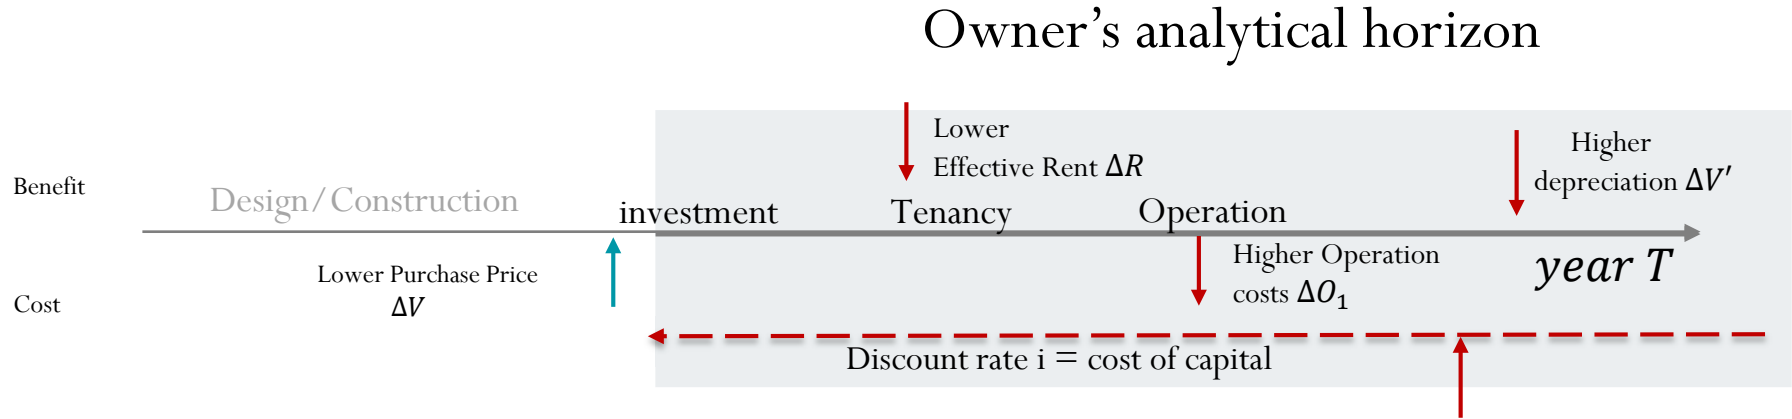 Owner’s analytical horizon
Lower
Effective Rent ΔR
Higher
depreciation ΔV′
Benefit
Design/Construction
investment
Tenancy
Operation
Lower Purchase Price
ΔV
Higher Operation
costs ΔO₁
year T
Cost
Discount rate i = cost of capital